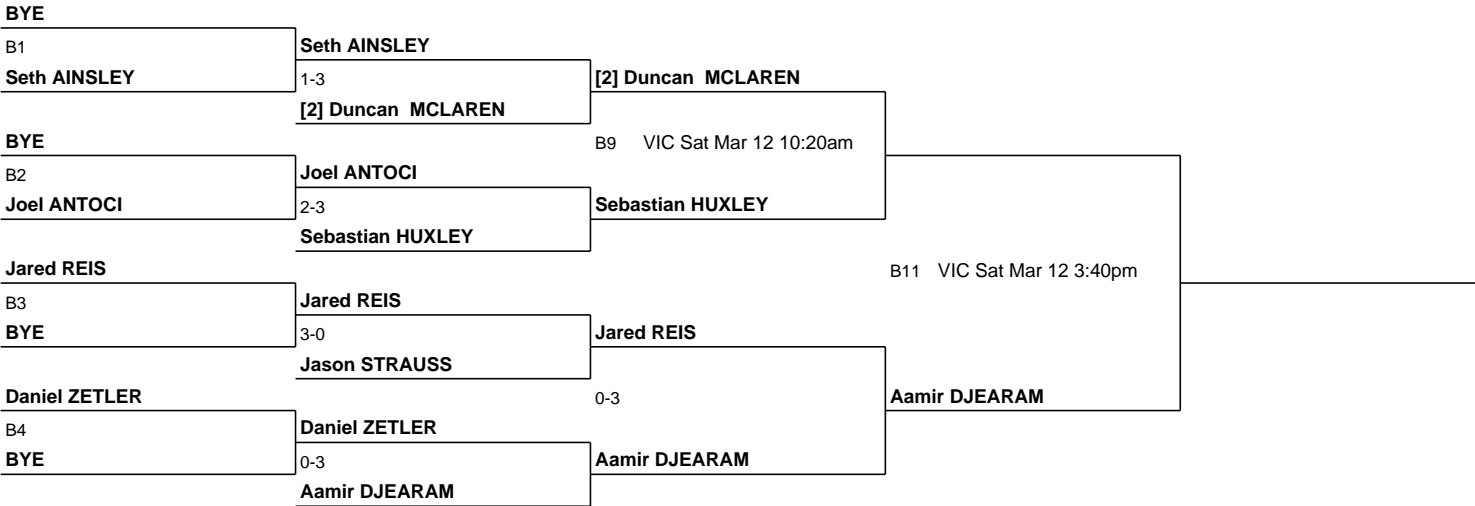 BYE
B1
Seth AINSLEY
Seth AINSLEY
1-3
[2] Duncan MCLAREN
[2] Duncan MCLAREN
BYE
B9 VIC Sat Mar 12 10:20am
B2
Joel ANTOCI
Joel ANTOCI
2-3
Sebastian HUXLEY
Sebastian HUXLEY
Jared REIS
B11 VIC Sat Mar 12 3:40pm
B3
Jared REIS
BYE
3-0
Jared REIS
Jason STRAUSS
Daniel ZETLER
0-3
Aamir DJEARAM
B4
Daniel ZETLER
BYE
0-3
Aamir DJEARAM
Aamir DJEARAM